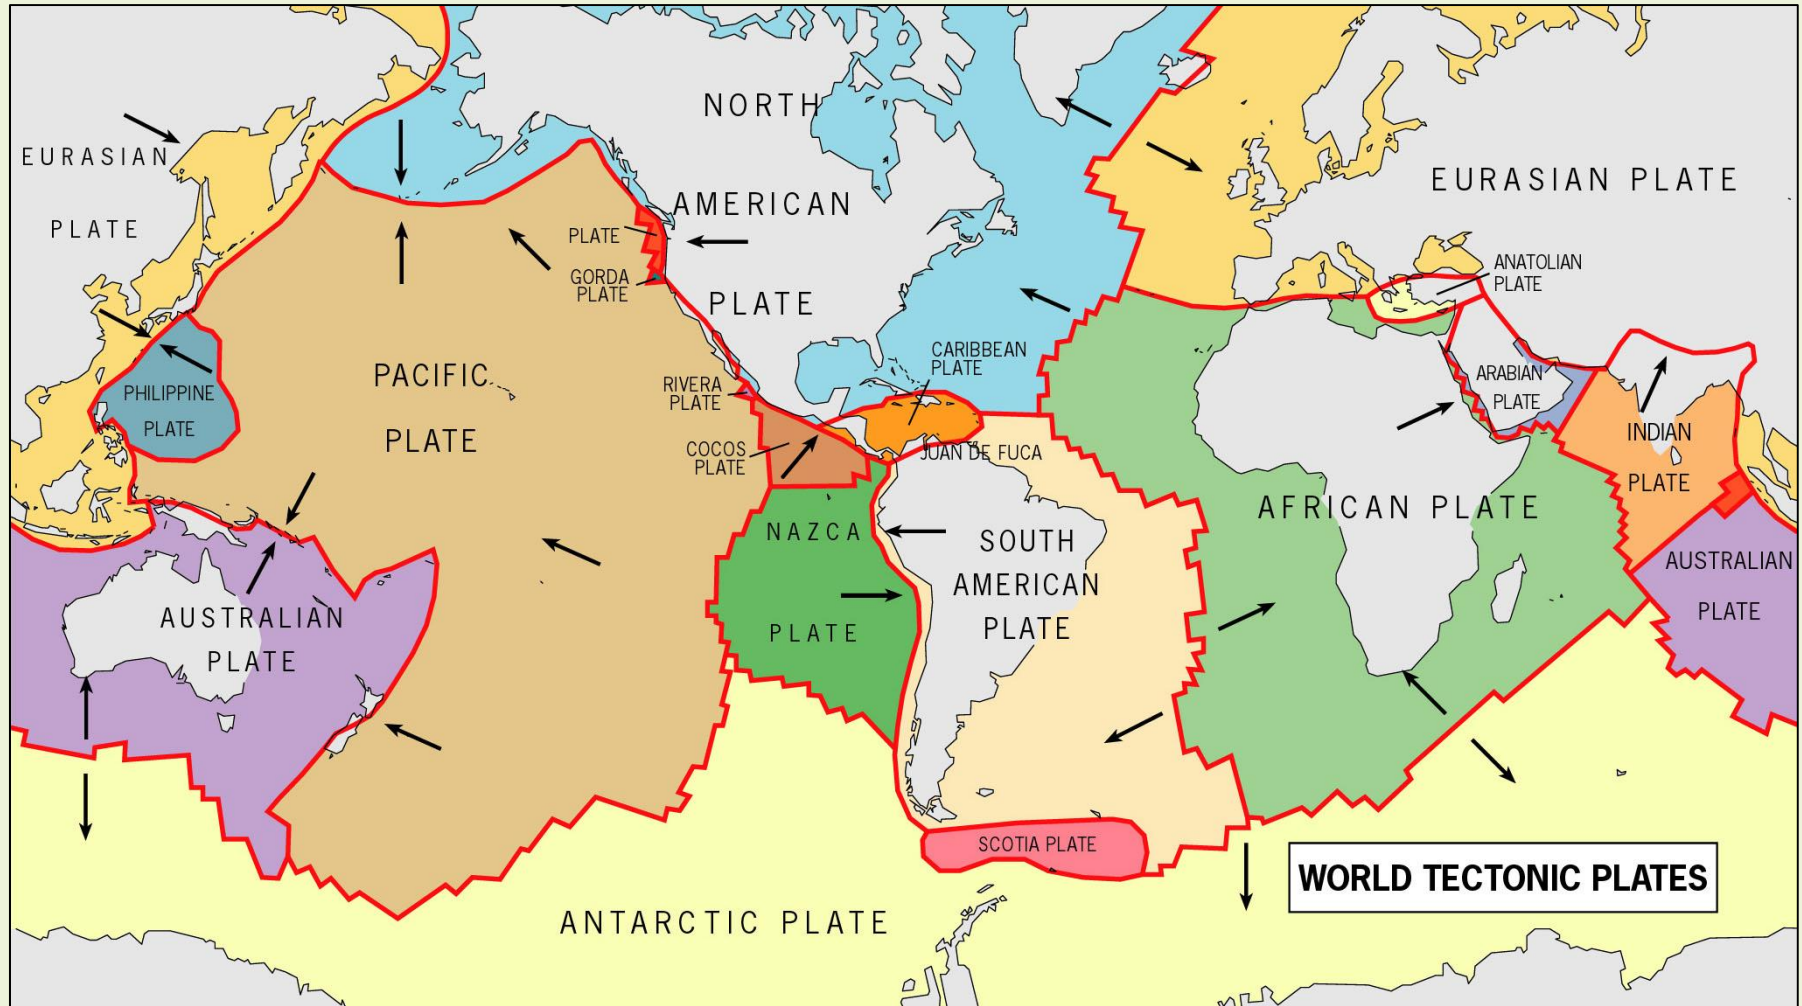 NORTH
AMERICAN
PLATE
EURASIAN
PLATE
EURASIAN PLATE
PLATE
GORDA
PLATE
ANATOLIAN
PLATE
CARIBBEAN
PLATE
PACIFIC
PLATE
PHILIPPINE
PLATE
RIVERA
PLATE
ARABIAN
PLATE
COCOS
PLATE
JUAN DE FUCA
INDIAN
PLATE
AFRICAN PLATE
NAZCA
PLATE
SOUTH
AMERICAN
PLATE
AUSTRALIAN
PLATE
AUSTRALIAN
PLATE
SCOTIA PLATE
WORLD TECTONIC PLATES
ANTARCTIC PLATE